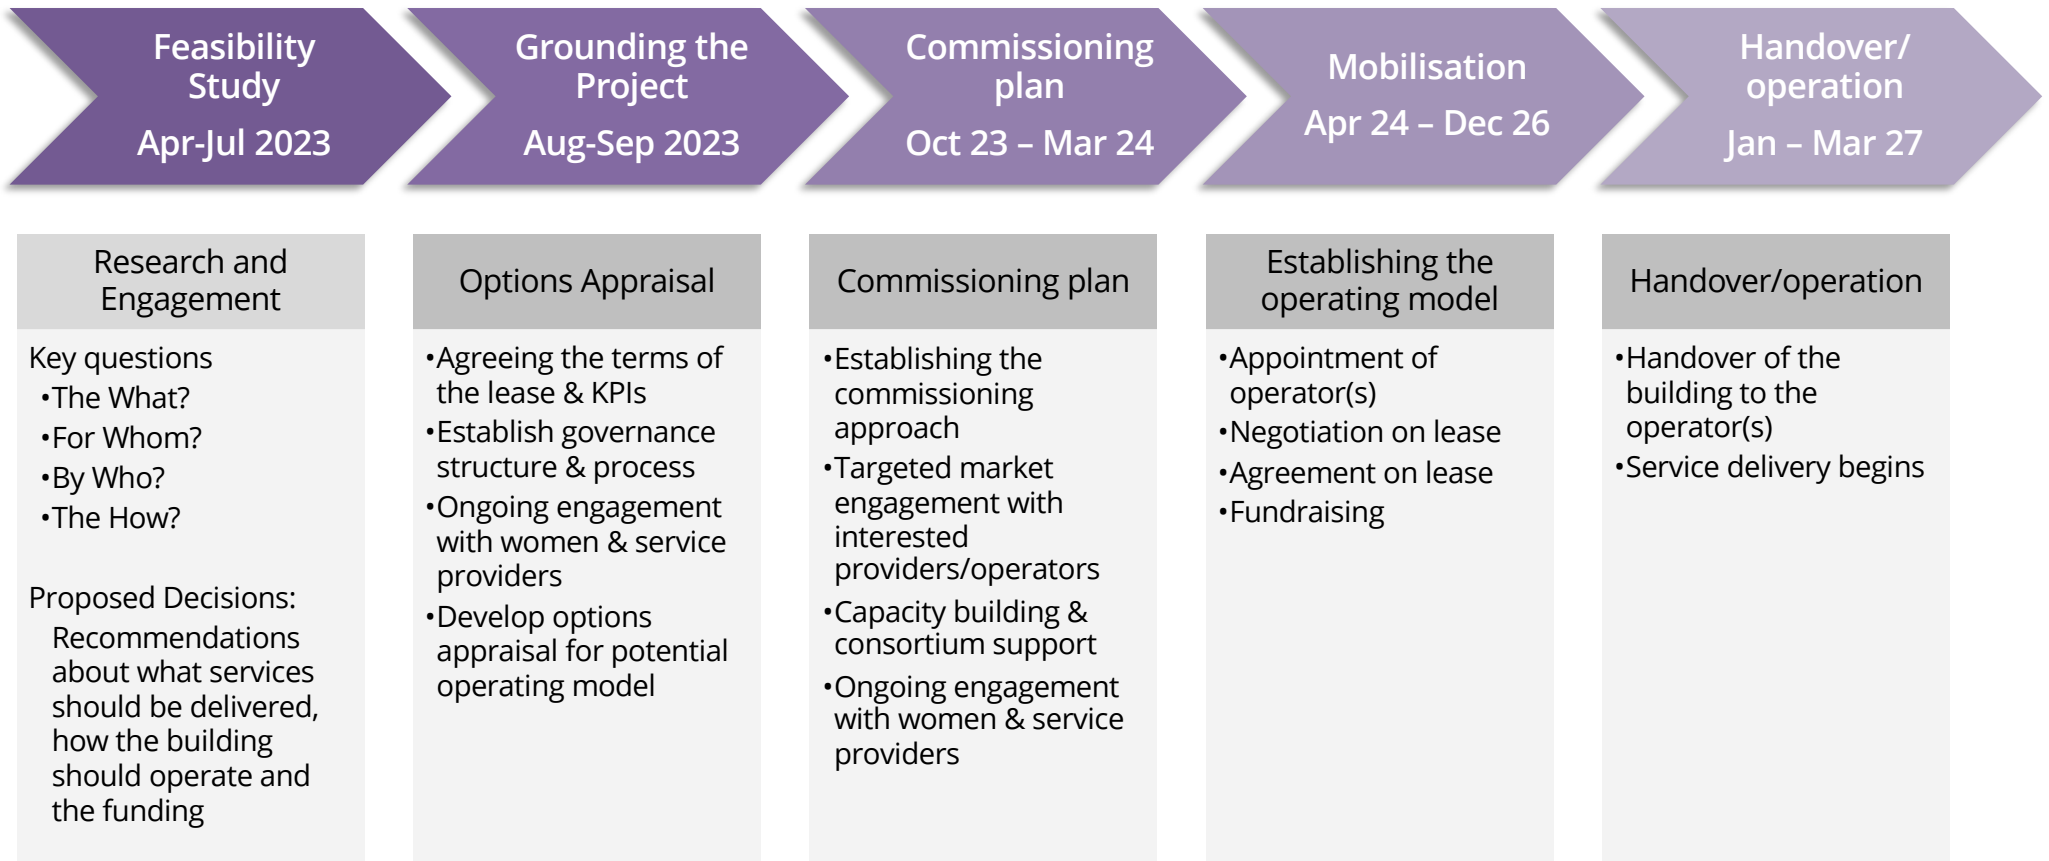 Feasibility
Study
Apr-Jul 2023
Grounding the
Project
Aug-Sep 2023
Commissioning
plan
Oct 23 – Mar 24
Mobilisation
Apr 24 – Dec 26
Handover/
operation
Jan – Mar 27
Research and
Engagement
Key questions
•The What?
•For Whom?
•By Who?
•The How?
Proposed Decisions:
Recommendations
about what services
should be delivered,
how the building
should operate and
the funding
Options Appraisal
•Agreeing the terms of
the lease & KPIs
•Establish governance
structure & process
•Ongoing engagement
with women & service
providers
•Develop options
appraisal for potential
operating model
Commissioning plan
•Establishing the
commissioning
approach
•Targeted market
engagement with
interested
providers/operators
•Capacity building &
consortium support
•Ongoing engagement
with women & service
providers
Establishing the
operating model
•Appointment of
operator(s)
•Negotiation on lease
•Agreement on lease
•Fundraising
Handover/operation
•Handover of the
building to the
operator(s)
•Service delivery begins